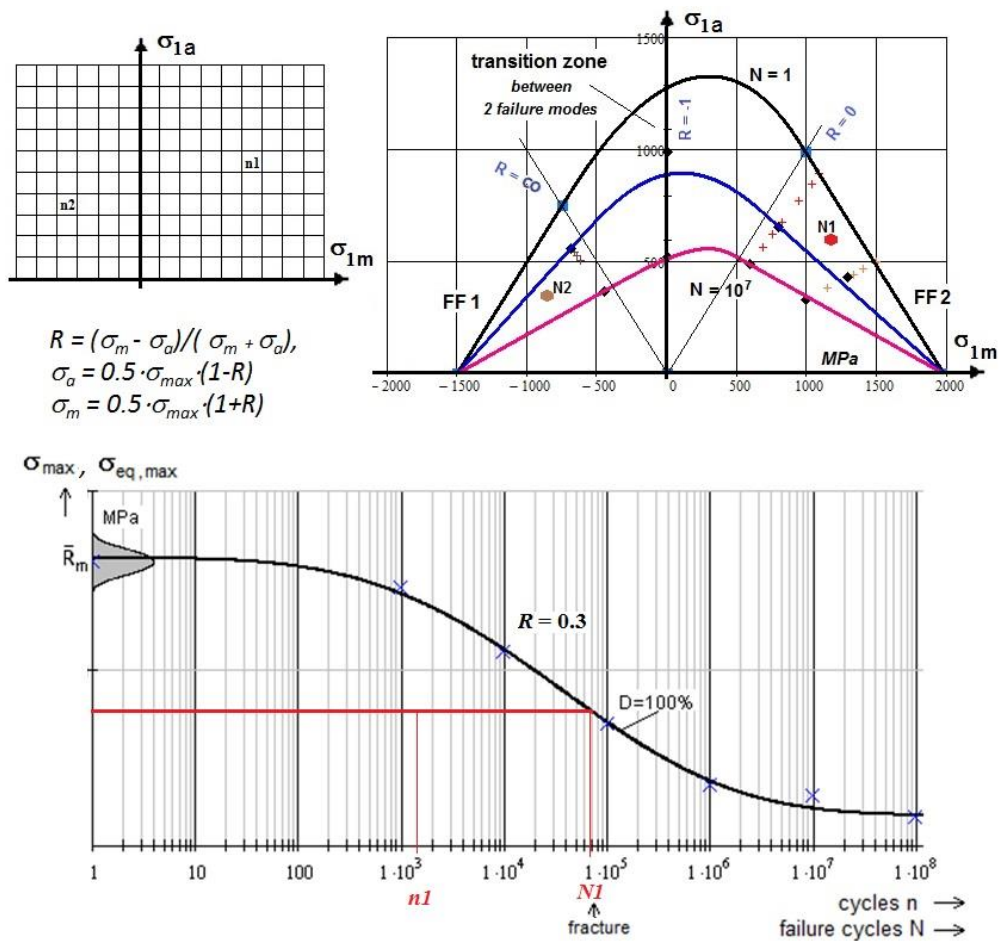 σ1a
n1
n2
σ1m
R = (σm - σa)/( σm + σa),
σa = 0.5·σmax·(1-R)
σm = 0.5·σmax·(1+R)
σ1a
1500
transition zone
between
2 failure modes
N = 1
R = -1
R = 0
R = ∞
1000
N1
500
N2
N = 10⁷
FF 1
FF 2
σ1m
MPa
−2000
−1500
−1000
−500
0
500
1000
1500
2000
σmax, σeq,max
MPa
R̄m
R = 0.3
D=100%
1 10 100 1·10³ 1·10⁴ 1·10⁵ 1·10⁶ 1·10⁷ 1·10⁸
n1 N1
cycles n →
fracture
failure cycles N →